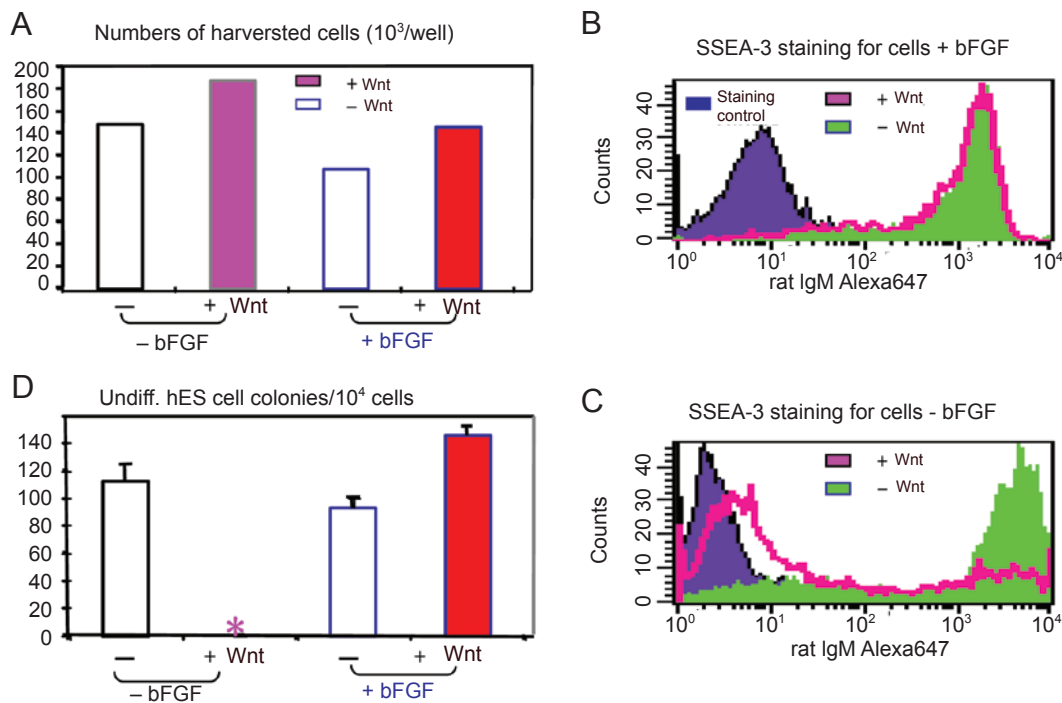 A
Numbers of harversted cells (10³/well)
200
180
160
140
120
100
80
60
40
20
0
+ Wnt
– Wnt
– + Wnt – + Wnt
– bFGF + bFGF
B
SSEA-3 staining for cells + bFGF
Staining
control
+ Wnt
– Wnt
Counts
40
30
20
10
0
10⁰ 10¹ 10² 10³ 10⁴
rat IgM Alexa647
D
Undiff. hES cell colonies/10⁴ cells
140
120
100
80
60
40
20
0
*
– + Wnt – + Wnt
– bFGF + bFGF
C
SSEA-3 staining for cells - bFGF
+ Wnt
– Wnt
Counts
40
30
20
10
0
10⁰ 10¹ 10² 10³ 10⁴
rat IgM Alexa647